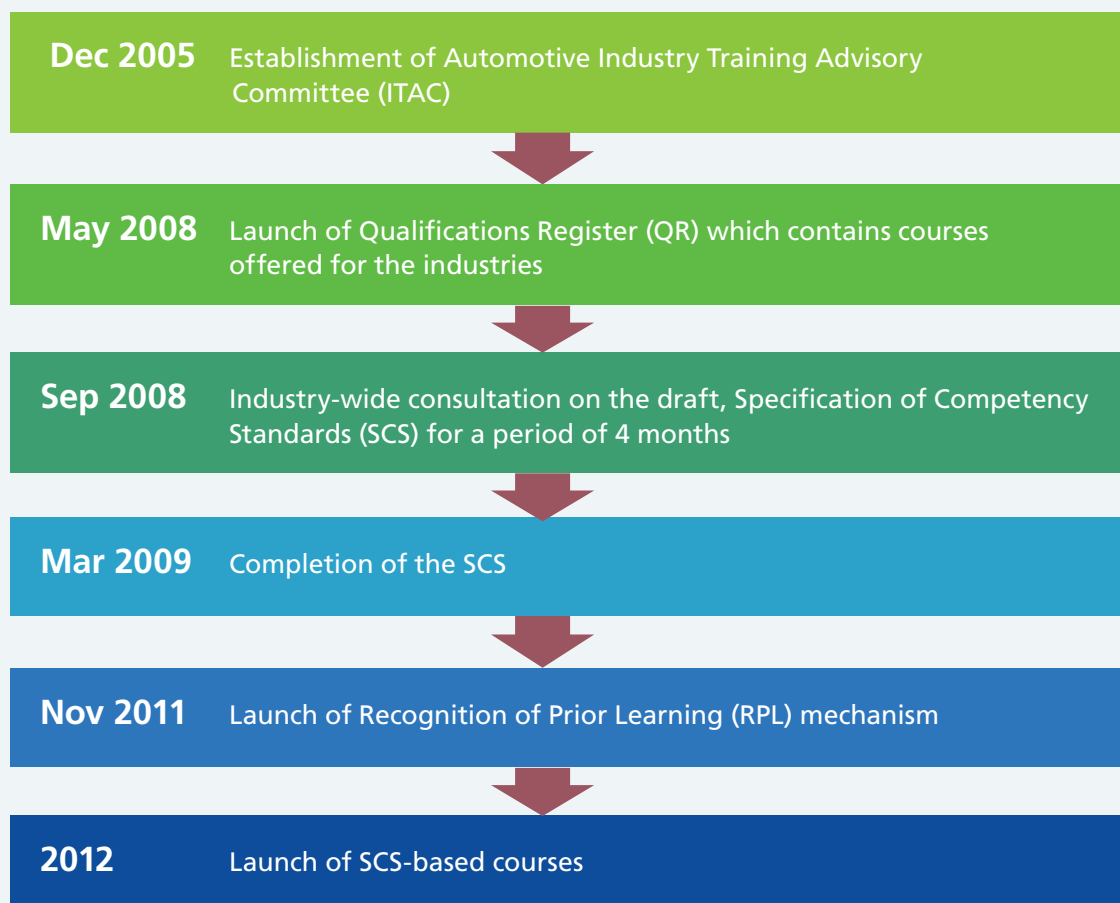 Dec 2005 Establishment of Automotive Industry Training Advisory
Committee (ITAC)
May 2008 Launch of Qualifications Register (QR) which contains courses
offered for the industries
Sep 2008 Industry-wide consultation on the draft, Specification of Competency
Standards (SCS) for a period of 4 months
Mar 2009 Completion of the SCS
Nov 2011 Launch of Recognition of Prior Learning (RPL) mechanism
2012 Launch of SCS-based courses